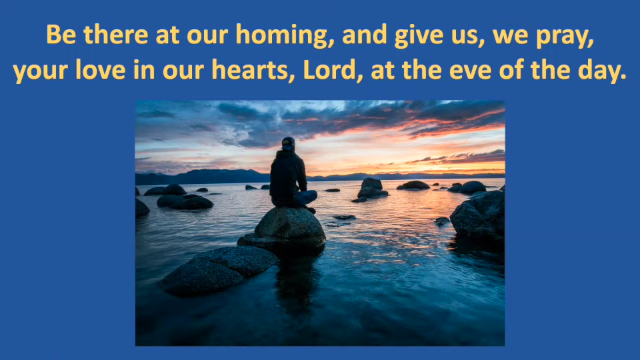 Be there at our homing, and give us, we pray,
your love in our hearts, Lord, at the eve of the day.